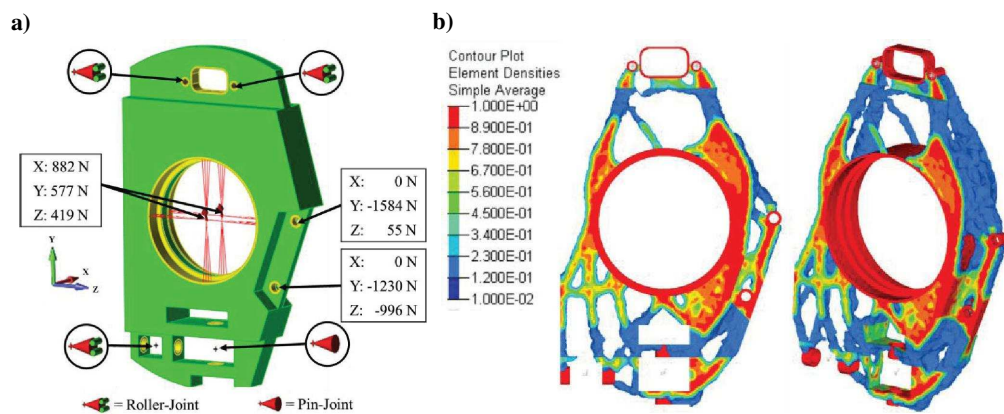 a)
X: 882 N
Y: 577 N
Z: 419 N
X: 0 N
Y: -1584 N
Z: 55 N
X: 0 N
Y: -1230 N
Z: -996 N
Y
X
Z
= Roller-Joint
= Pin-Joint
b)
Contour Plot
Element Densities
Simple Average
1.000E+00
8.900E-01
7.800E-01
6.700E-01
5.600E-01
4.500E-01
3.400E-01
2.300E-01
1.200E-01
1.000E-02